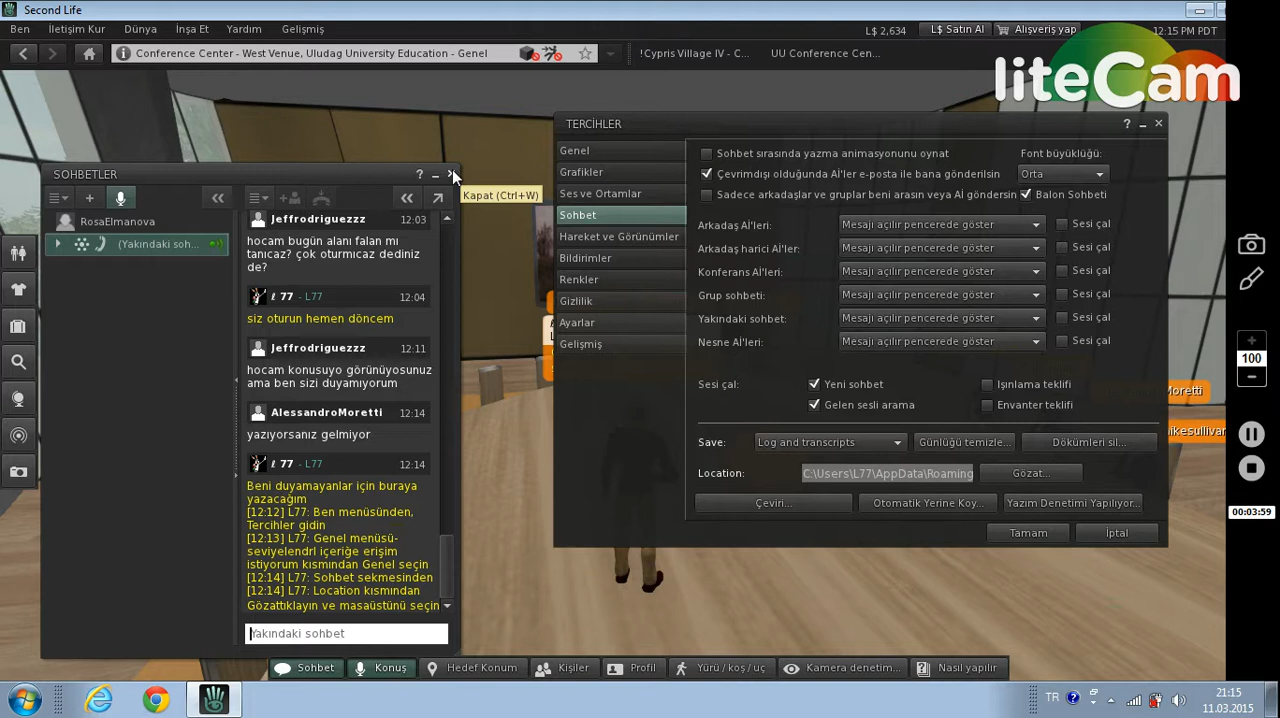 Second Life
Ben İletişim Kur Dünya İnşa Et Yardım Gelişmiş
L$ 2,634 L$ Satın Al Alışveriş yap 12:15 PM PDT
Conference Center - West Venue, Uludag University Education - Genel
!Cypris Village IV - C... UU Conference Cen...
liteCam
SOHBETLER
Kapat (Ctrl+W)
RosaElmanova
(Yakındaki soh...
Jeffrodriguezzz 12:03
hocam bugün alanı falan mı
tanıcaz? çok oturmıcaz dediniz
de?
ℓ 77 - L77 12:04
siz oturun hemen döncem
Jeffrodriguezzz 12:11
hocam konusuyo görünüyosunuz
ama ben sizi duyamıyorum
AlessandroMoretti 12:14
yazıyorsanız gelmiyor
ℓ 77 - L77 12:14
Beni duyamayanlar için buraya
yazacağım
[12:12] L77: Ben menüsünden,
Tercihler gidin
[12:13] L77: Genel menüsü-
seviyelendrl içeriğe erişim
istiyorum kısmından Genel seçin
[12:14] L77: Sohbet sekmesinden
[12:14] L77: Location kısmından
Gözattıklayın ve masaüstünü seçin
Yakındaki sohbet
TERCİHLER
Genel
Grafikler
Ses ve Ortamlar
Sohbet
Hareket ve Görünümler
Bildirimler
Renkler
Gizlilik
Ayarlar
Gelişmiş
Sohbet sırasında yazma animasyonunu oynat Font büyüklüğü:
Çevrimdışı olduğında Aİ'ler e-posta ile bana gönderilsin Orta
Sadece arkadaşlar ve gruplar beni arasın veya Aİ göndersin Balon Sohbeti
Arkadaş Aİ'leri: Mesajı açılır pencerede göster Sesi çal
Arkadaş harici Aİ'ler: Mesajı açılır pencerede göster Sesi çal
Konferans Aİ'leri: Mesajı açılır pencerede göster Sesi çal
Grup sohbeti: Mesajı açılır pencerede göster Sesi çal
Yakındaki sohbet: Mesajı açılır pencerede göster Sesi çal
Nesne Aİ'leri: Mesajı açılır pencerede göster Sesi çal
Sesi çal: Yeni sohbet Işınlama teklifi
Gelen sesli arama Envanter teklifi
Save: Log and transcripts Günlüğü temizle... Dökümleri sil...
Location: C:\Users\L77\AppData\Roaming Gözat...
Çeviri... Otomatik Yerine Koy... Yazım Denetimi Yapılıyor...
Tamam İptal
Moretti
ikesullivar
100
00:03:59
Sohbet Konuş Hedef Konum Kişiler Profil Yürü / koş / uç Kamera denetim... Nasıl yapılır
TR 21:15
11.03.2015